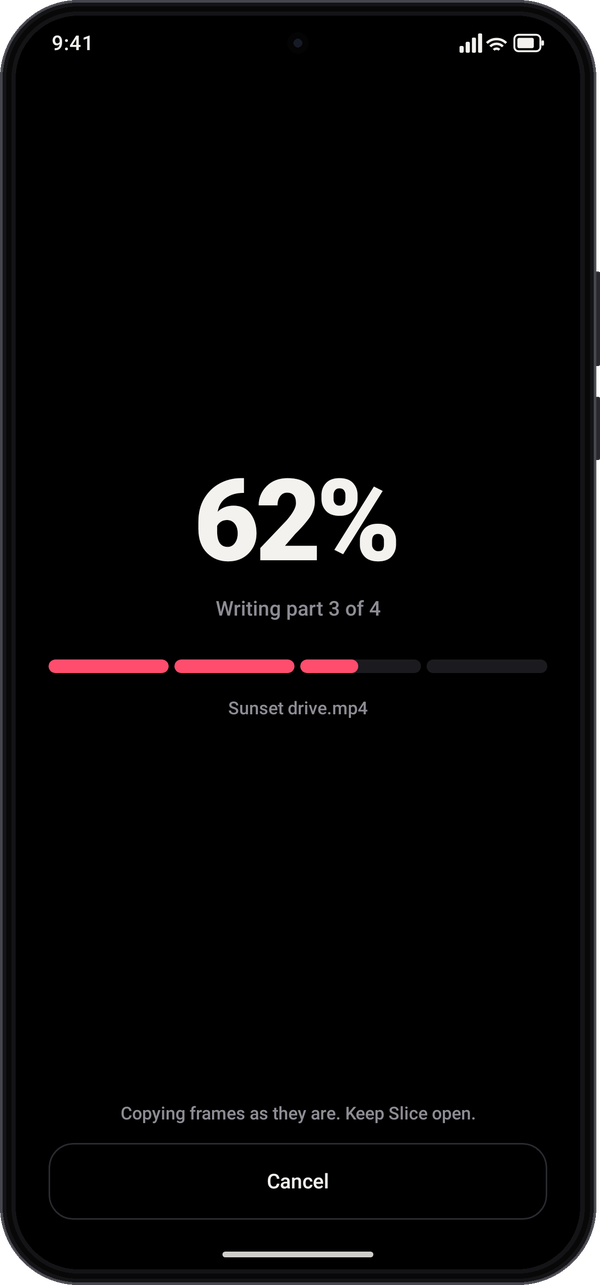 9:41
62%
Writing part 3 of 4
Sunset drive.mp4
Copying frames as they are. Keep Slice open.
Cancel